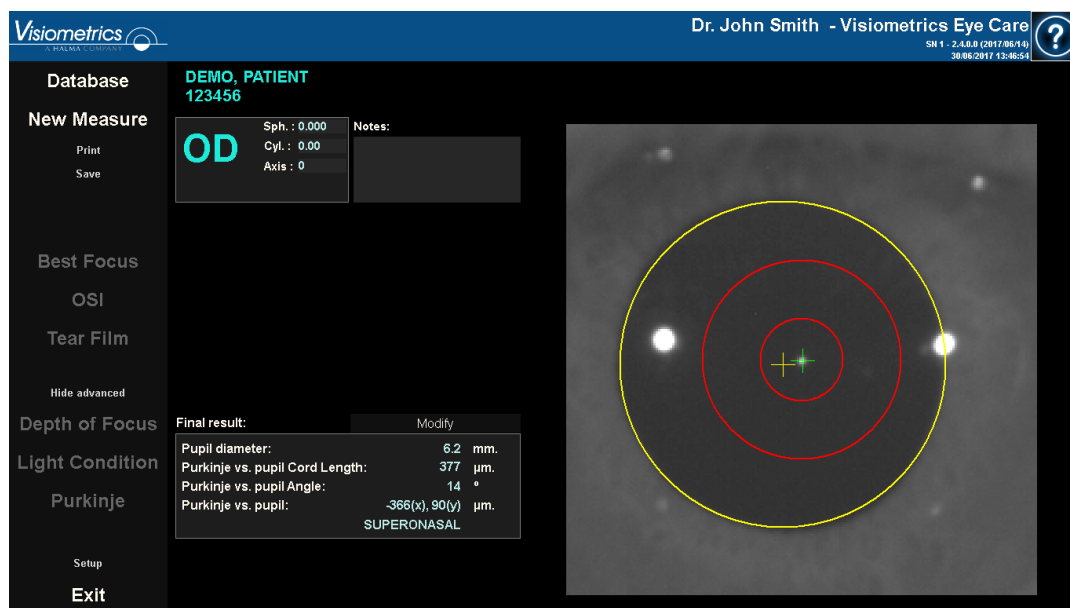 Visiometrics
A HALMA COMPANY
Dr. John Smith - Visiometrics Eye Care
SN 1 - 2.4.0.0 (2017/06/14)
30/06/2017 13:46:54
?
Database
New Measure
Print
Save
Best Focus
OSI
Tear Film
Hide advanced
Depth of Focus
Light Condition
Purkinje
Setup
Exit
DEMO, PATIENT
123456
OD
Sph. : 0.000
Cyl. : 0.00
Axis : 0
Notes:
Final result:
Modify
Pupil diameter: 6.2 mm.
Purkinje vs. pupil Cord Length: 377 µm.
Purkinje vs. pupil Angle: 14 º
Purkinje vs. pupil: -366(x), 90(y) µm.
SUPERONASAL